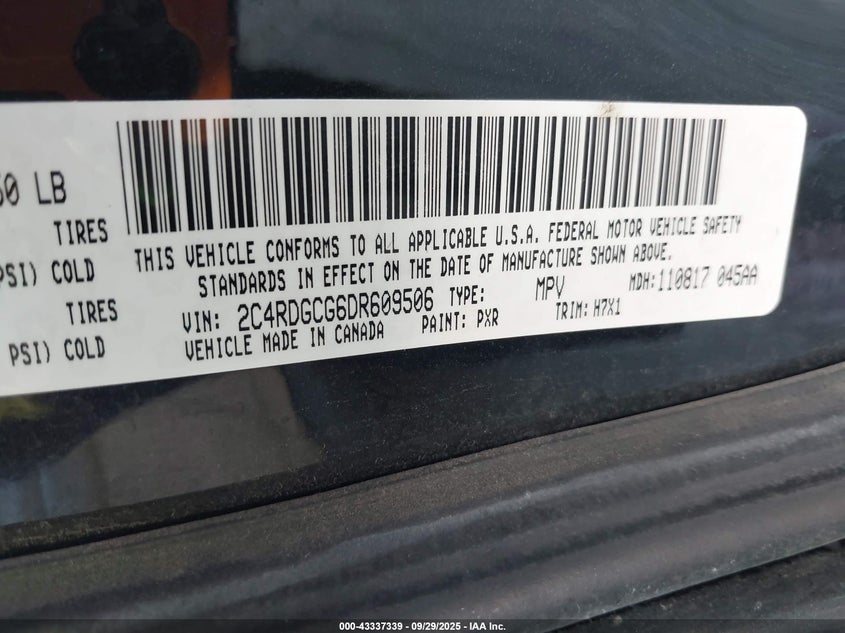 50 LB
TIRES
PSI) COLD
TIRES
PSI) COLD
THIS VEHICLE CONFORMS TO ALL APPLICABLE U.S.A. FEDERAL MOTOR VEHICLE SAFETY
STANDARDS IN EFFECT ON THE DATE OF MANUFACTURE SHOWN ABOVE.
VIN: 2C4RDGCG6DR609506 TYPE: MPV MDH: 110817 045AA
VEHICLE MADE IN CANADA PAINT: PXR TRIM: H7X1
000-43337339 - 09/29/2025 - IAA Inc.